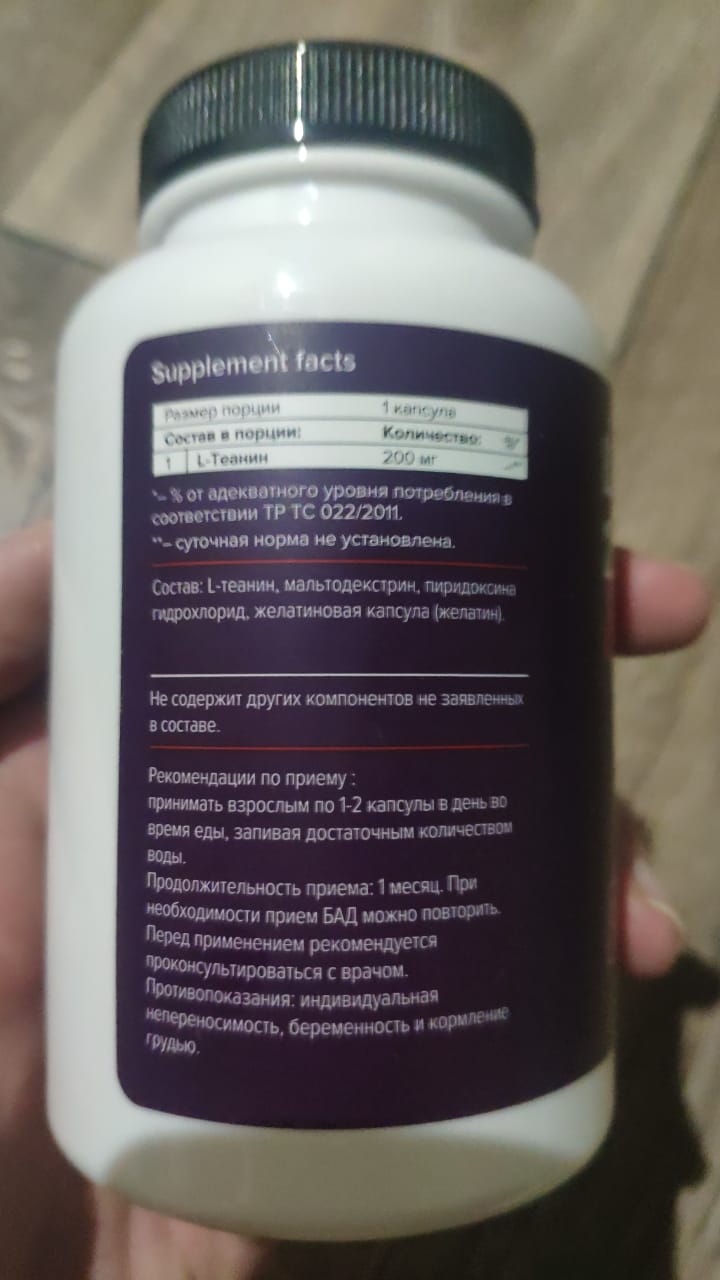 Supplement facts
Размер порции 1 капсула
Состав в порции: Количество:
1 L-Теанин 200 мг
*– % от адекватного уровня потребления в
соответствии ТР ТС 022/2011.
**– суточная норма не установлена.
Состав: L-теанин, мальтодекстрин, пиридоксина
гидрохлорид, желатиновая капсула (желатин).
Не содержит других компонентов не заявленных
в составе.
Рекомендации по приему :
принимать взрослым по 1-2 капсулы в день во
время еды, запивая достаточным количеством
воды.
Продолжительность приема: 1 месяц. При
необходимости прием БАД можно повторить.
Перед применением рекомендуется
проконсультироваться с врачом.
Противопоказания: индивидуальная
непереносимость, беременность и кормление
грудью.